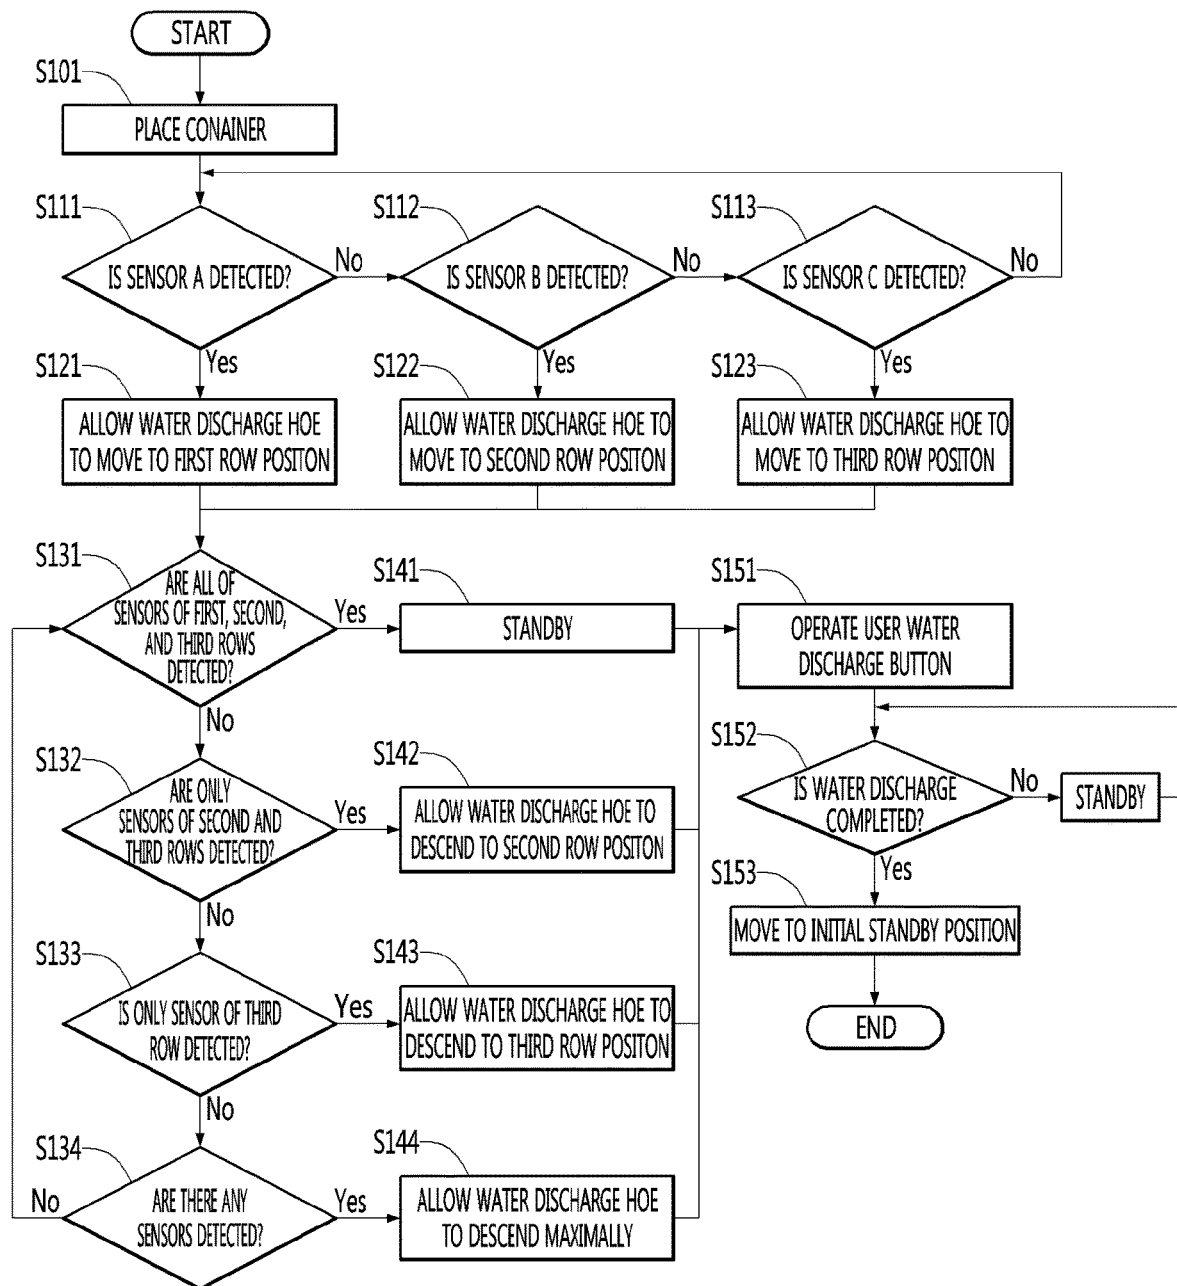 START
S101
PLACE CONAINER
S111
S112
S113
IS SENSOR A DETECTED?
No
IS SENSOR B DETECTED?
No
IS SENSOR C DETECTED?
No
Yes
Yes
Yes
S121
S122
S123
ALLOW WATER DISCHARGE HOE
TO MOVE TO FIRST ROW POSITON
ALLOW WATER DISCHARGE HOE TO
MOVE TO SECOND ROW POSITON
ALLOW WATER DISCHARGE HOE TO
MOVE TO THIRD ROW POSITON
S131
ARE ALL OF
SENSORS OF FIRST, SECOND,
AND THIRD ROWS
DETECTED?
Yes
S141
STANDBY
S151
OPERATE USER WATER
DISCHARGE BUTTON
No
S132
ARE ONLY
SENSORS OF SECOND AND
THIRD ROWS DETECTED?
Yes
S142
ALLOW WATER DISCHARGE HOE TO
DESCEND TO SECOND ROW POSITON
S152
IS WATER DISCHARGE
COMPLETED?
No
STANDBY
Yes
No
S153
MOVE TO INITIAL STANDBY POSITION
S133
IS ONLY SENSOR OF THIRD
ROW DETECTED?
Yes
S143
ALLOW WATER DISCHARGE HOE TO
DESCEND TO THIRD ROW POSITON
END
No
S134
No
ARE THERE ANY
SENSORS DETECTED?
Yes
S144
ALLOW WATER DISCHARGE HOE
TO DESCEND MAXIMALLY